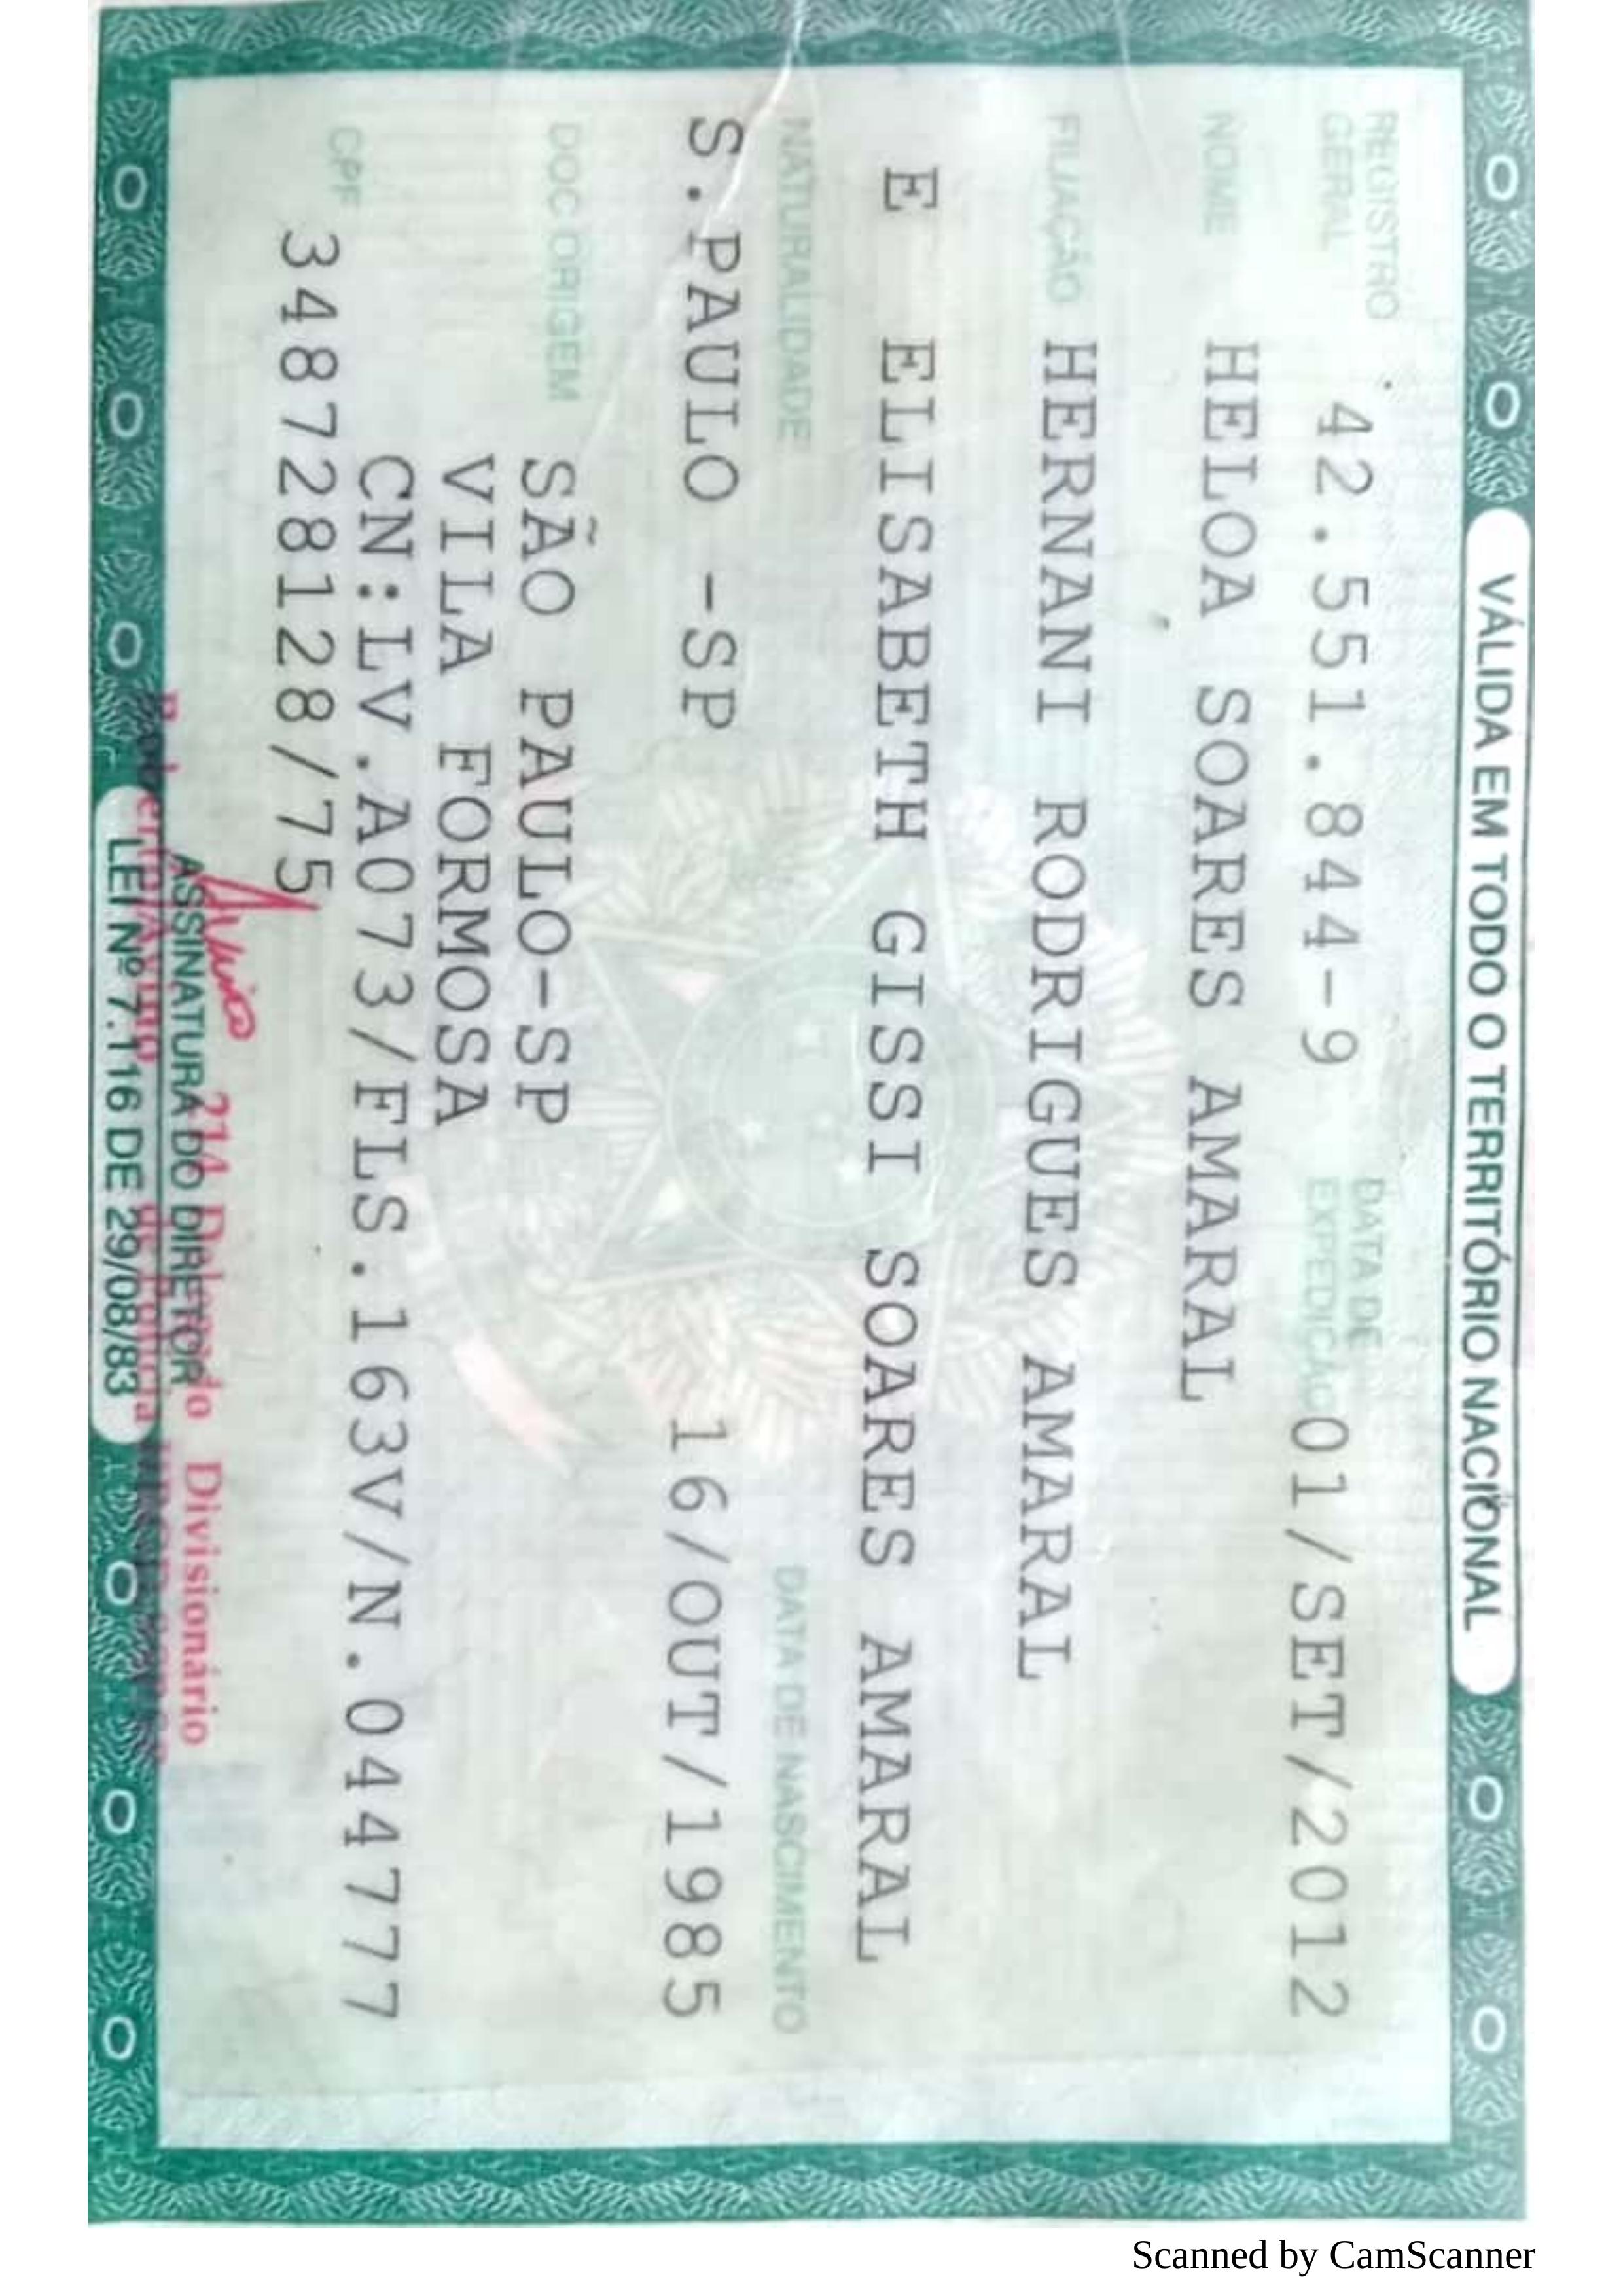 VÁLIDA EM TODO O TERRITÓRIO NACIONAL
REGISTRO GERAL 42.551.844-9 DATA DE EXPEDIÇÃO 01/SET/2012
NOME HELOA SOARES AMARAL
FILIAÇÃO HERNANI RODRIGUES AMARAL
E ELISABETH GISSI SOARES AMARAL
NATURALIDADE DATA DE NASCIMENTO
S.PAULO -SP 16/OUT/1985
DOC ORIGEM SÃO PAULO-SP
VILA FORMOSA
CN:LV.A073/FLS.163V/N.044777
CPF 348728128/75
214 Delegado Divisionário
ASSINATURA DO DIRETOR
LEI Nº 7.116 DE 29/08/83
Scanned by CamScanner